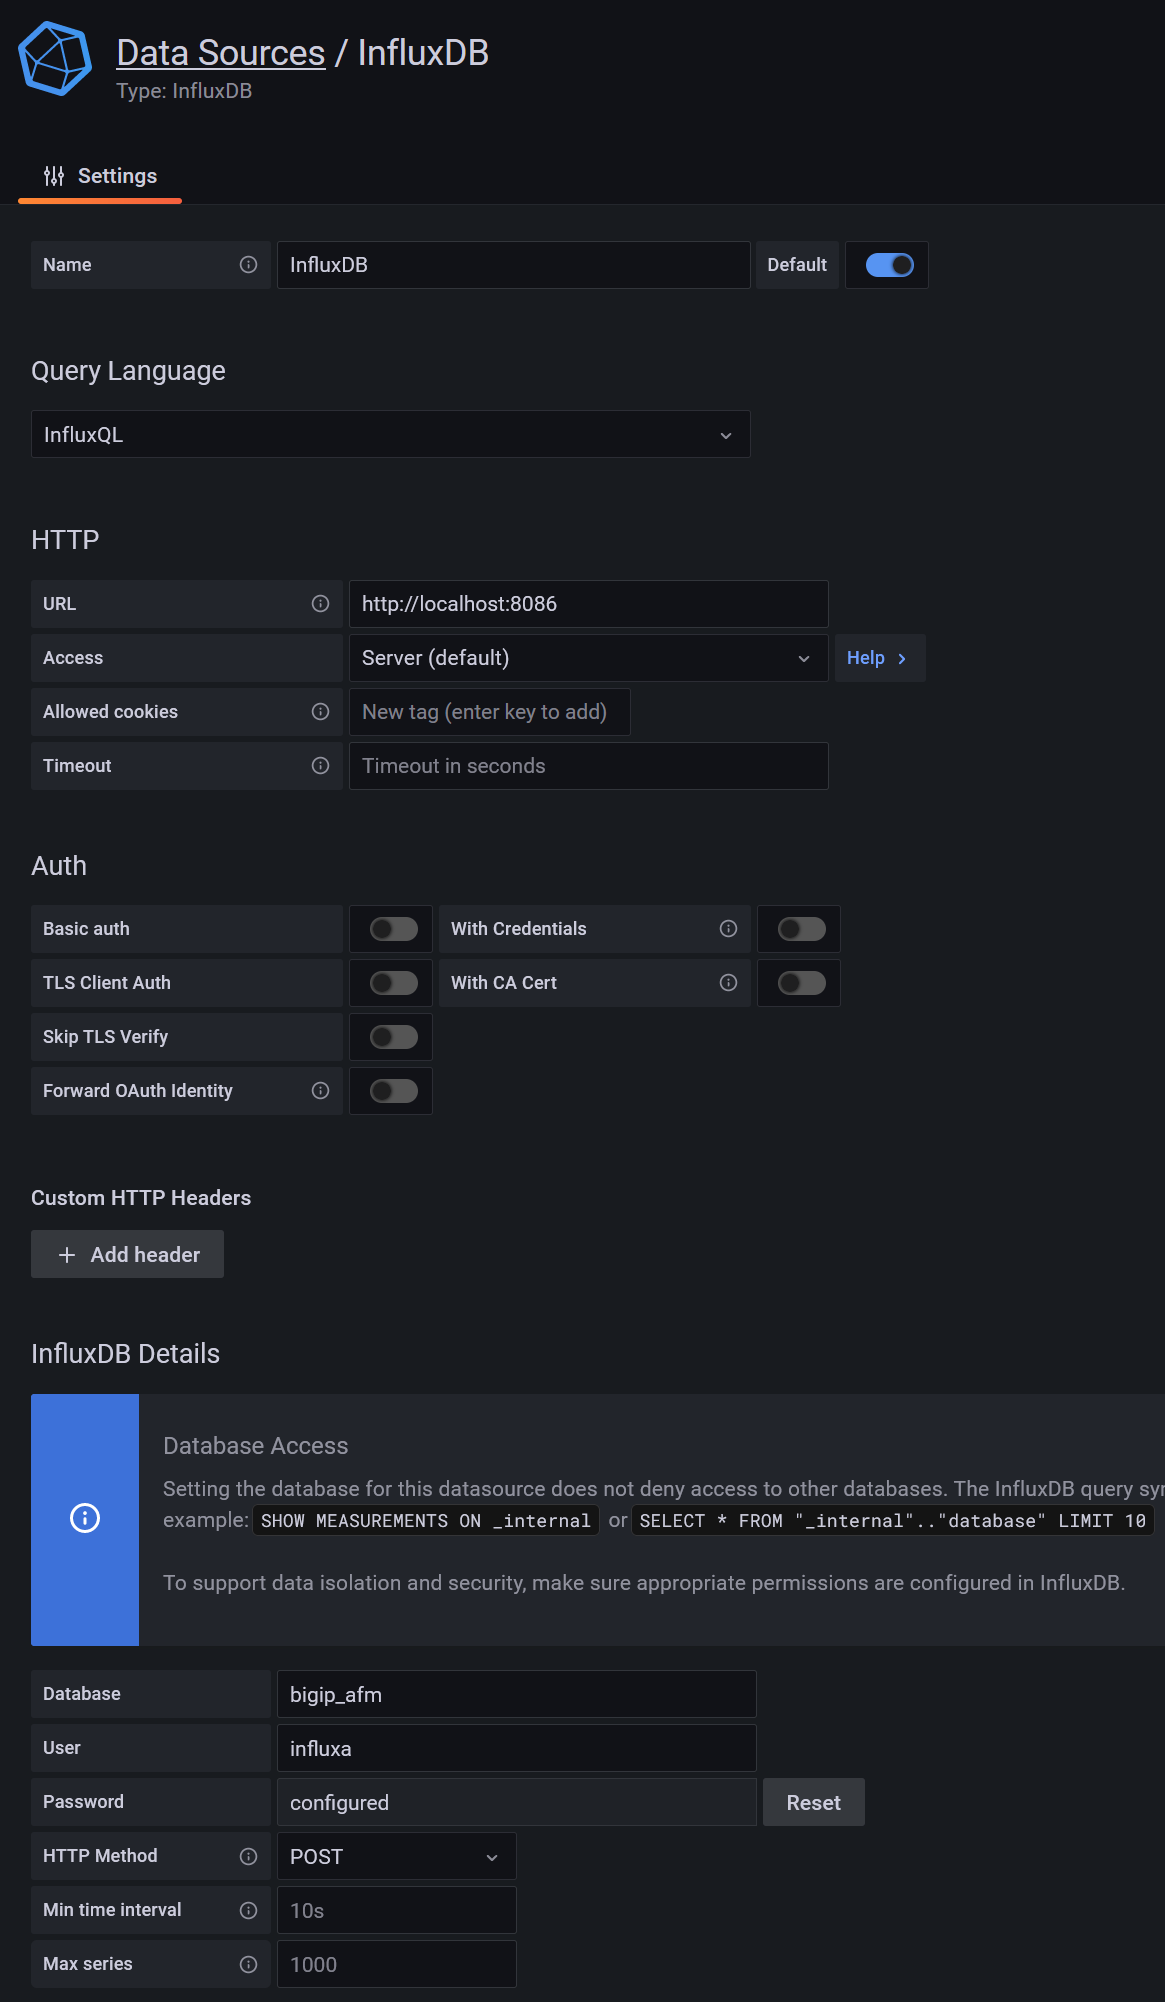 Data Sources / InfluxDB
Type: InfluxDB
Settings
Name InfluxDB Default
Query Language
InfluxQL
HTTP
URL http://localhost:8086
Access Server (default) Help
Allowed cookies New tag (enter key to add)
Timeout Timeout in seconds
Auth
Basic auth With Credentials
TLS Client Auth With CA Cert
Skip TLS Verify
Forward OAuth Identity
Custom HTTP Headers
Add header
InfluxDB Details
Database Access
Setting the database for this datasource does not deny access to other databases. The InfluxDB query
example: SHOW MEASUREMENTS ON _internal or SELECT * FROM "_internal".."database" LIMIT 10
To support data isolation and security, make sure appropriate permissions are configured in InfluxDB.
Database bigip_afm
User influxa
Password configured Reset
HTTP Method POST
Min time interval 10s
Max series 1000